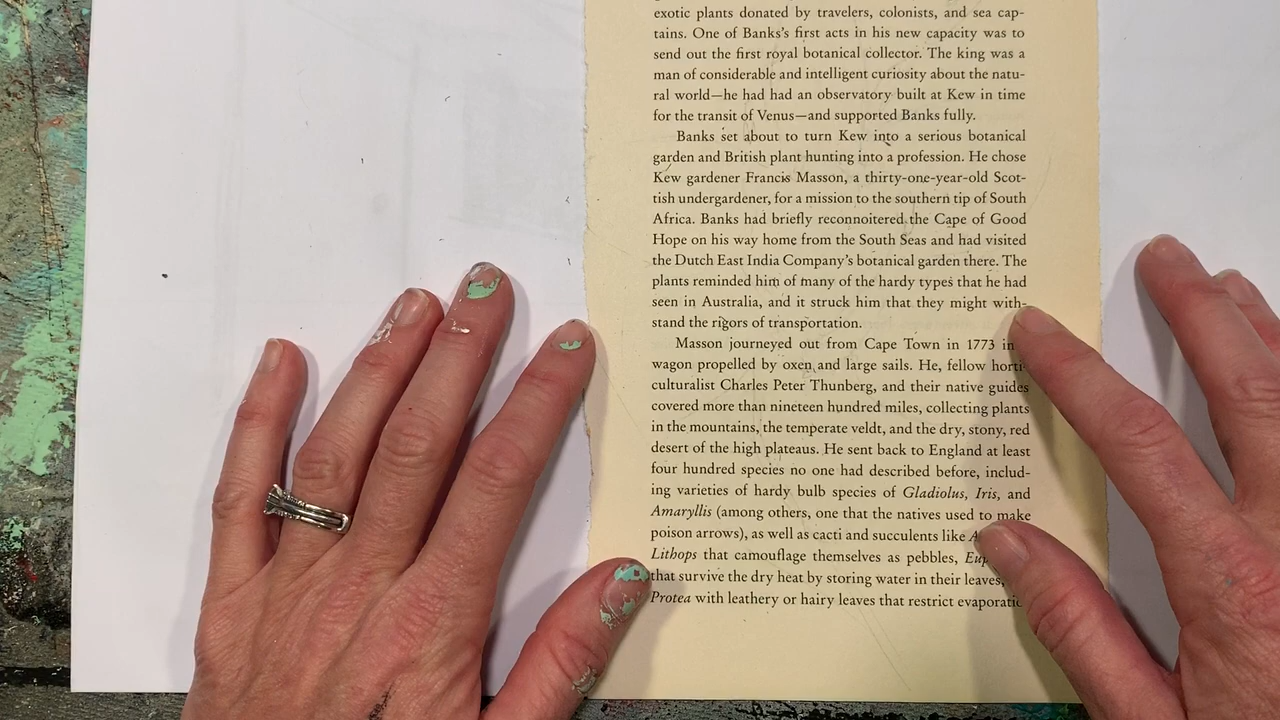 exotic plants donated by travelers, colonists, and sea cap-
tains. One of Banks's first acts in his new capacity was to
send out the first royal botanical collector. The king was a
man of considerable and intelligent curiosity about the natu-
ral world—he had had an observatory built at Kew in time
for the transit of Venus—and supported Banks fully.
Banks set about to turn Kew into a serious botanical
garden and British plant hunting into a profession. He chose
Kew gardener Francis Masson, a thirty-one-year-old Scot-
tish undergardener, for a mission to the southern tip of South
Africa. Banks had briefly reconnoitered the Cape of Good
Hope on his way home from the South Seas and had visited
the Dutch East India Company's botanical garden there. The
plants reminded him of many of the hardy types that he had
seen in Australia, and it struck him that they might with-
stand the rigors of transportation.
Masson journeyed out from Cape Town in 1773 in
wagon propelled by oxen and large sails. He, fellow horti-
culturalist Charles Peter Thunberg, and their native guides
covered more than nineteen hundred miles, collecting plants
in the mountains, the temperate veldt, and the dry, stony, red
desert of the high plateaus. He sent back to England at least
four hundred species no one had described before, includ-
ing varieties of hardy bulb species of Gladiolus, Iris, and
Amaryllis (among others, one that the natives used to make
poison arrows), as well as cacti and succulents like
Lithops that camouflage themselves as pebbles,
that survive the dry heat by storing water in their leaves,
Protea with leathery or hairy leaves that restrict